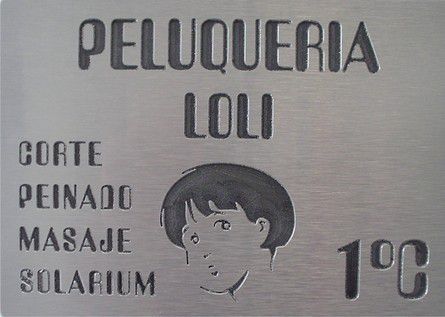 PELUQUERIA
LOLI
CORTE
PEINADO
MASAJE
SOLARIUM
1ºC